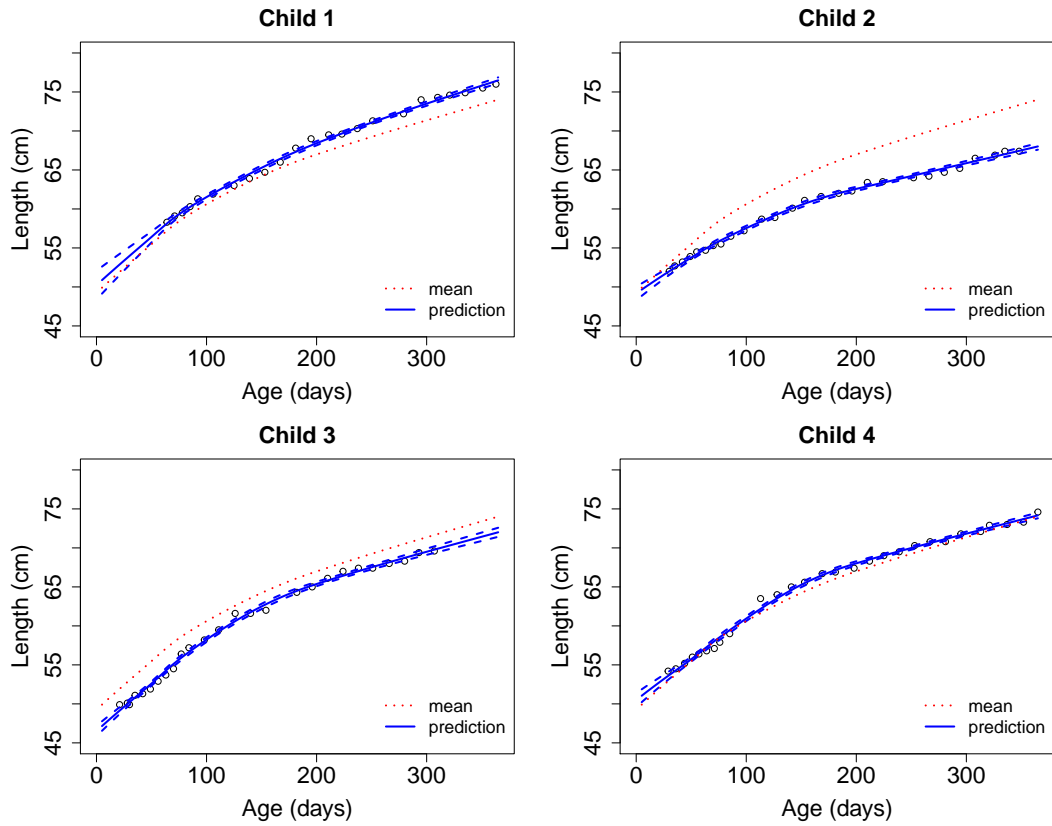 Child 1
Length (cm)
45 55 65 75
mean
prediction
0 100 200 300
Age (days)
Child 2
Length (cm)
45 55 65 75
mean
prediction
0 100 200 300
Age (days)
Child 3
Length (cm)
45 55 65 75
mean
prediction
0 100 200 300
Age (days)
Child 4
Length (cm)
45 55 65 75
mean
prediction
0 100 200 300
Age (days)